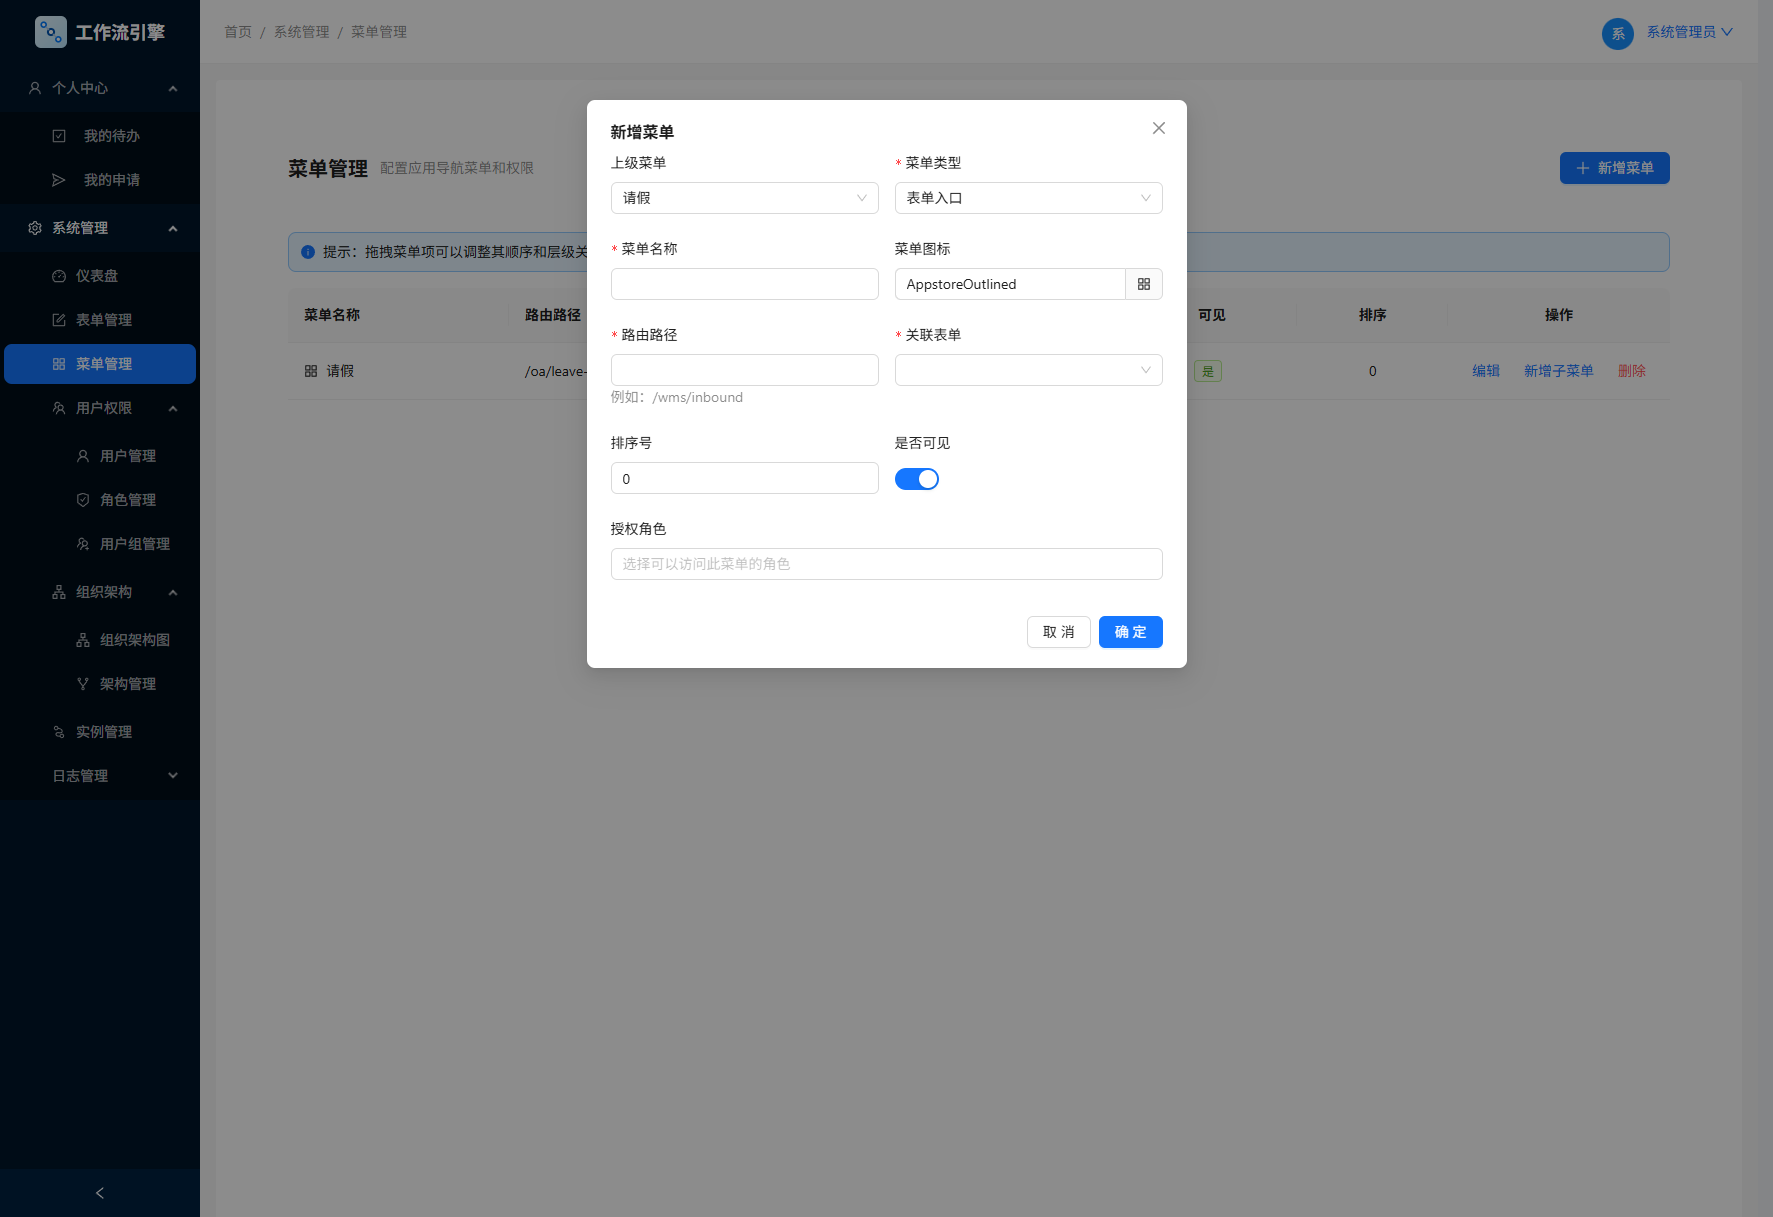 工作流引擎
首页 / 系统管理 / 菜单管理
系 系统管理员
个人中心
我的待办
我的申请
系统管理
仪表盘
表单管理
菜单管理
用户权限
用户管理
角色管理
用户组管理
组织架构
组织架构图
架构管理
实例管理
日志管理
菜单管理 配置应用导航菜单和权限
新增菜单
提示：拖拽菜单项可以调整其顺序和层级关
菜单名称 路由路径 可见 排序 操作
请假 /oa/leave- 是 0 编辑 新增子菜单 删除
新增菜单
上级菜单
请假
* 菜单类型
表单入口
* 菜单名称
菜单图标
AppstoreOutlined
* 路由路径
例如：/wms/inbound
* 关联表单
排序号
0
是否可见
授权角色
选择可以访问此菜单的角色
取 消
确 定